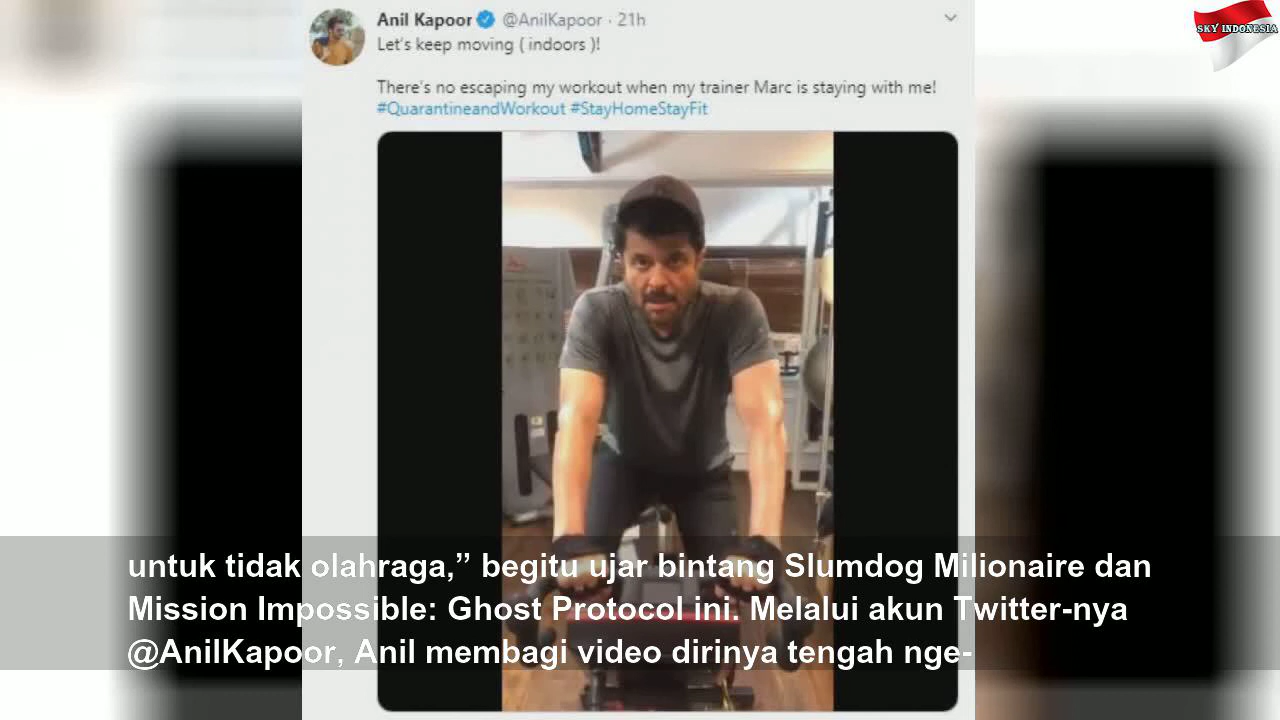 Anil Kapoor @AnilKapoor · 21h
SKY INDONESIA
Let's keep moving ( indoors )!
There's no escaping my workout when my trainer Marc is staying with me!
#QuarantineandWorkout #StayHomeStayFit
untuk tidak olahraga,” begitu ujar bintang Slumdog Milionaire dan
Mission Impossible: Ghost Protocol ini. Melalui akun Twitter-nya
@AnilKapoor, Anil membagi video dirinya tengah nge-